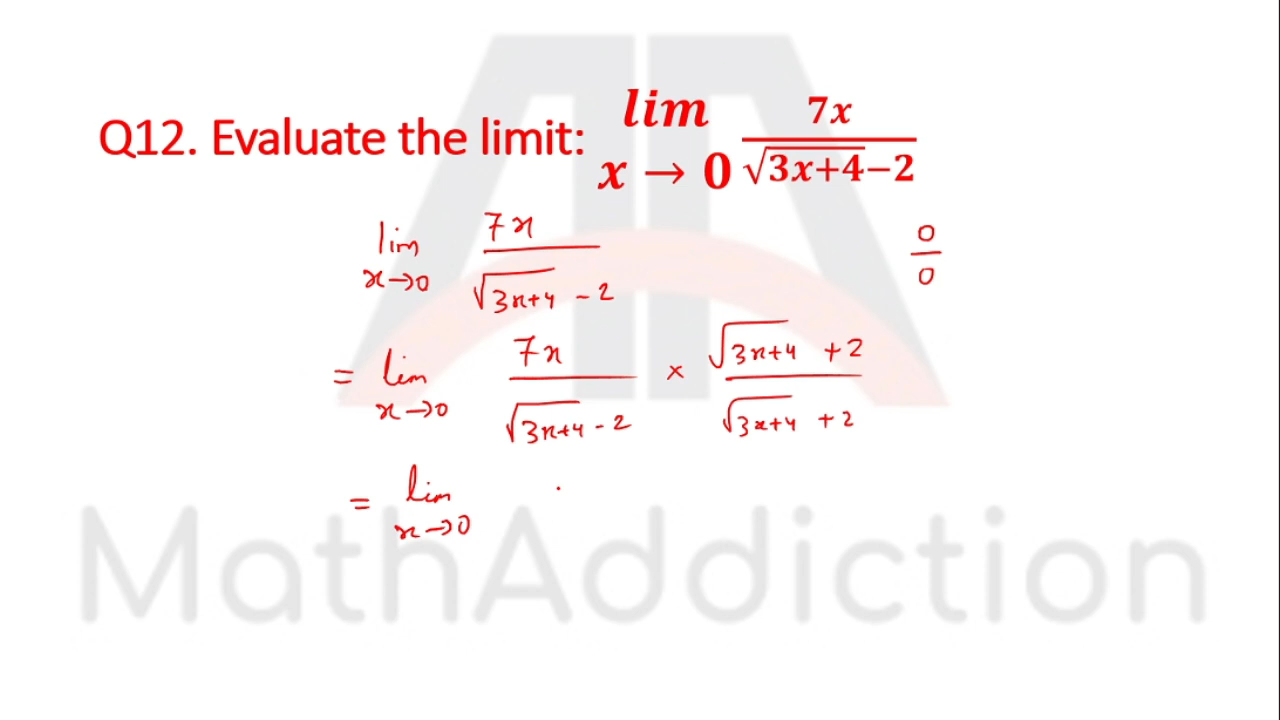 Q12. Evaluate the limit: lim x → 0 7x / √3x+4 −2
lim x→0 7x / √3x+4 - 2
0/0
= lim x→0 7x / √3x+4 - 2 × √3x+4 +2 / √3x+4 +2
= lim x→0
MathAddiction